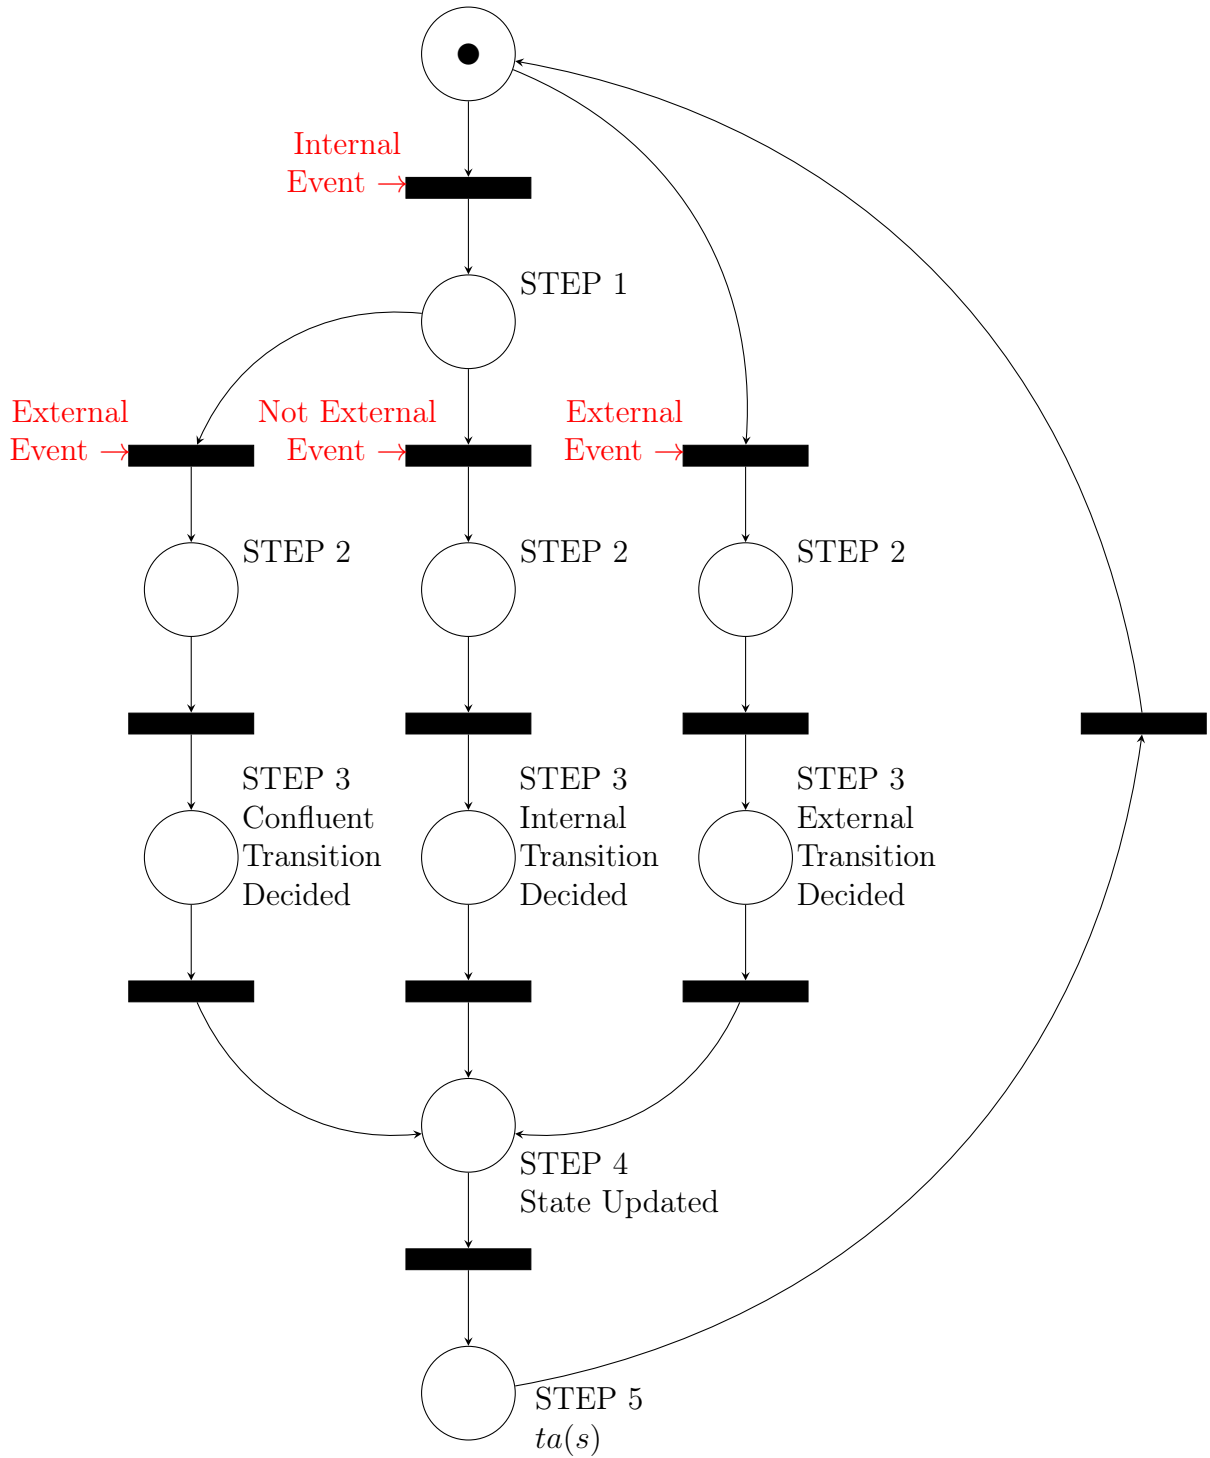 Internal
Event →
STEP 1
External
Event →
Not External
Event →
External
Event →
STEP 2
STEP 2
STEP 2
STEP 3
Confluent
Transition
Decided
STEP 3
Internal
Transition
Decided
STEP 3
External
Transition
Decided
STEP 4
State Updated
STEP 5
ta(s)